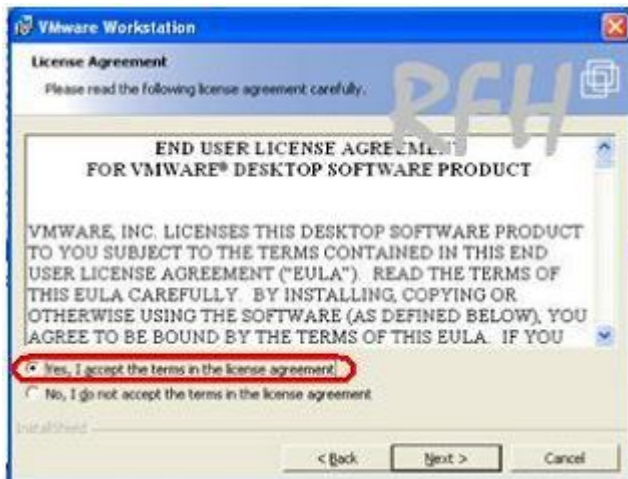 VMware Workstation
License Agreement
Please read the following license agreement carefully.
RFH
END USER LICENSE AGREEMENT
FOR VMWARE® DESKTOP SOFTWARE PRODUCT
VMWARE, INC. LICENSES THIS DESKTOP SOFTWARE PRODUCT
TO YOU SUBJECT TO THE TERMS CONTAINED IN THIS END
USER LICENSE AGREEMENT ("EULA"). READ THE TERMS OF
THIS EULA CAREFULLY. BY INSTALLING, COPYING OR
OTHERWISE USING THE SOFTWARE (AS DEFINED BELOW), YOU
AGREE TO BE BOUND BY THE TERMS OF THIS EULA. IF YOU
Yes, I accept the terms in the license agreement
No, I do not accept the terms in the license agreement
InstallShield
< Back Next > Cancel